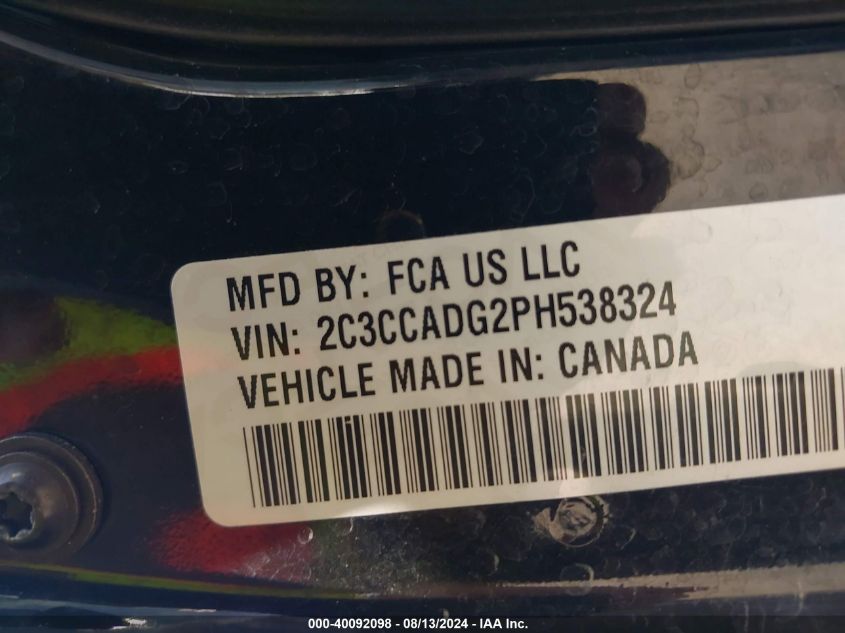 MFD BY: FCA US LLC
VIN: 2C3CCADG2PH538324
VEHICLE MADE IN: CANADA
000-40092098 - 08/13/2024 - IAA Inc.